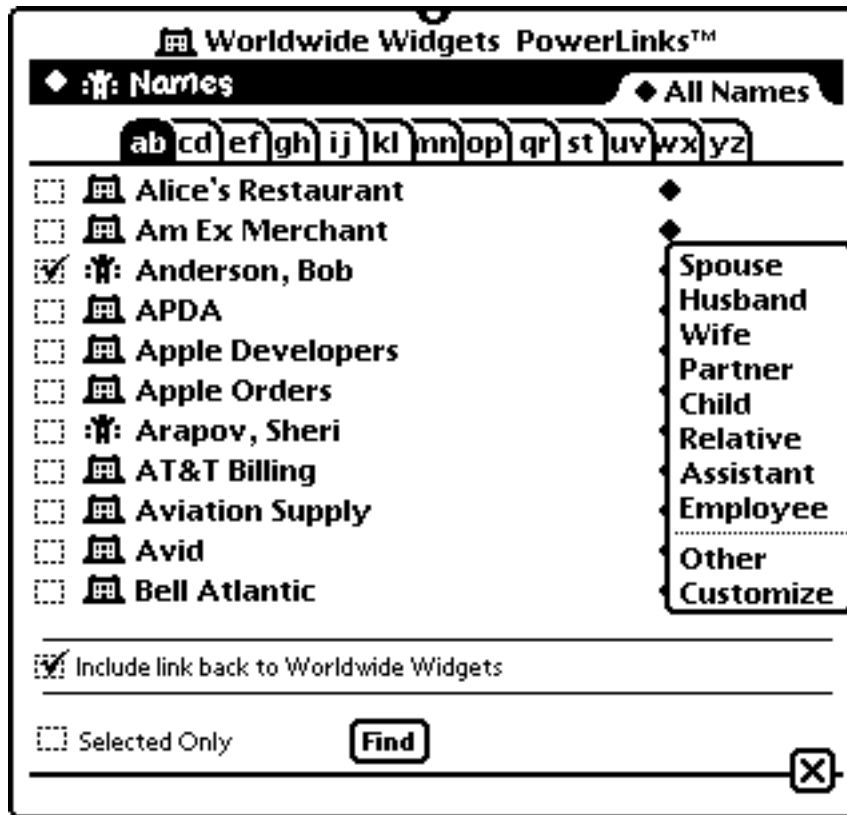 Worldwide Widgets PowerLinks™
Names
All Names
ab cd ef gh ij kl mn op qr st uv wx yz
Alice's Restaurant
Am Ex Merchant
Anderson, Bob
APDA
Apple Developers
Apple Orders
Arapov, Sheri
AT&T Billing
Aviation Supply
Avid
Bell Atlantic
Spouse
Husband
Wife
Partner
Child
Relative
Assistant
Employee
Other
Customize
Include link back to Worldwide Widgets
Selected Only
Find